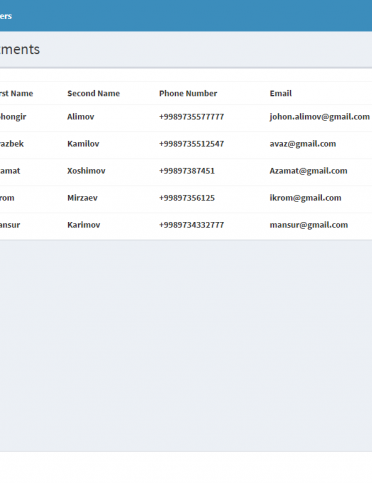 ers
tments
rst Name Second Name Phone Number Email
hongir Alimov +9989735577777 johon.alimov@gmail.com
azbek Kamilov +9989735512547 avaz@gmail.com
amat Xoshimov +99897387451 Azamat@gmail.com
rom Mirzaev +99897356125 ikrom@gmail.com
ansur Karimov +9989734332777 mansur@gmail.com